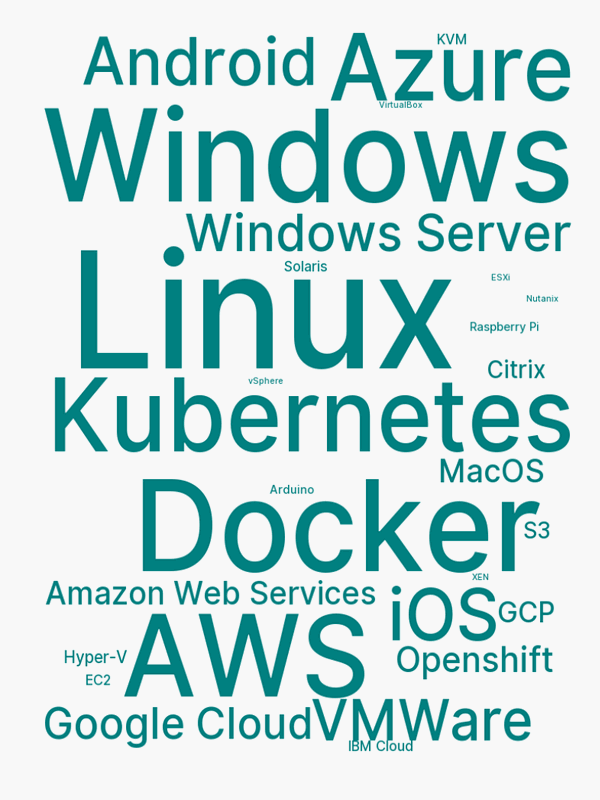 KVM
Android Azure
VirtualBox
Windows
Windows Server
Solaris
ESXi
Linux
Nutanix
Raspberry Pi
Citrix
vSphere
Kubernetes
MacOS
Arduino
Docker
S3
XEN
Amazon Web Services
iOS
GCP
AWS
Hyper-V
Openshift
EC2
Google Cloud
VMWare
IBM Cloud